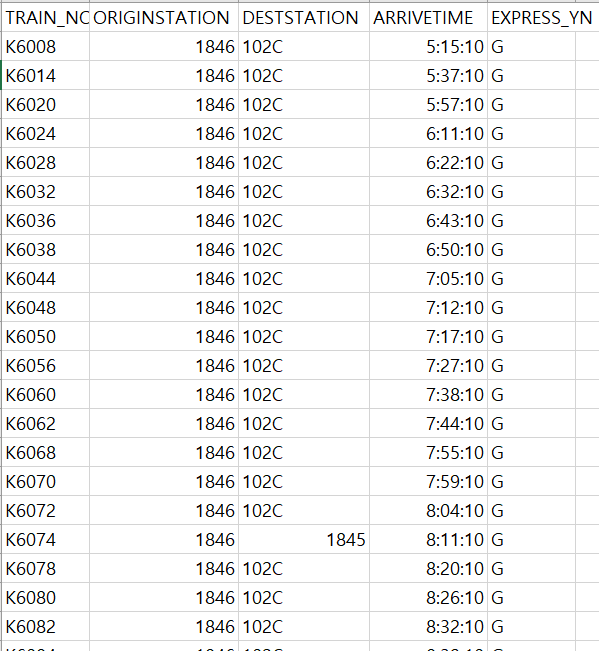 TRAIN_NO ORIGINSTATION DESTSTATION ARRIVETIME EXPRESS_YN
K6008 1846 102C 5:15:10 G
K6014 1846 102C 5:37:10 G
K6020 1846 102C 5:57:10 G
K6024 1846 102C 6:11:10 G
K6028 1846 102C 6:22:10 G
K6032 1846 102C 6:32:10 G
K6036 1846 102C 6:43:10 G
K6038 1846 102C 6:50:10 G
K6044 1846 102C 7:05:10 G
K6048 1846 102C 7:12:10 G
K6050 1846 102C 7:17:10 G
K6056 1846 102C 7:27:10 G
K6060 1846 102C 7:38:10 G
K6062 1846 102C 7:44:10 G
K6068 1846 102C 7:55:10 G
K6070 1846 102C 7:59:10 G
K6072 1846 102C 8:04:10 G
K6074 1846 1845 8:11:10 G
K6078 1846 102C 8:20:10 G
K6080 1846 102C 8:26:10 G
K6082 1846 102C 8:32:10 G